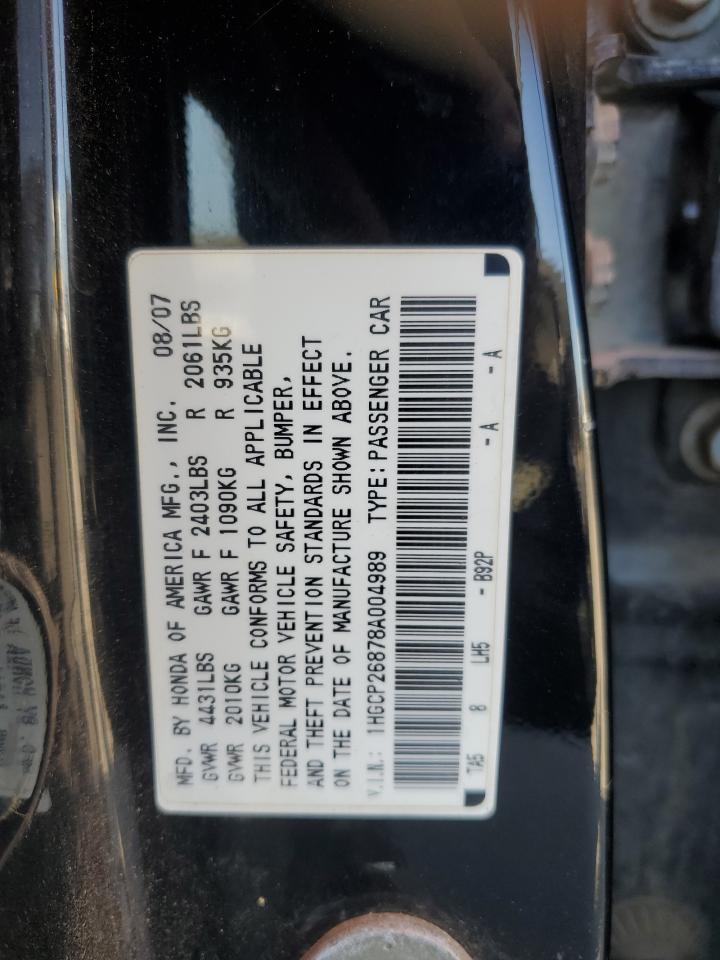 MFD. BY HONDA OF AMERICA MFG., INC. 08/07
GVWR 4431LBS GAWR F 2403LBS R 2061LBS
GVWR 2010KG GAWR F 1090KG R 935KG
THIS VEHICLE CONFORMS TO ALL APPLICABLE
FEDERAL MOTOR VEHICLE SAFETY, BUMPER,
AND THEFT PREVENTION STANDARDS IN EFFECT
ON THE DATE OF MANUFACTURE SHOWN ABOVE.
V.I.N.: 1HGCP26878A004989 TYPE: PASSENGER CAR
TA5 8 LH5 - B92P - A - A